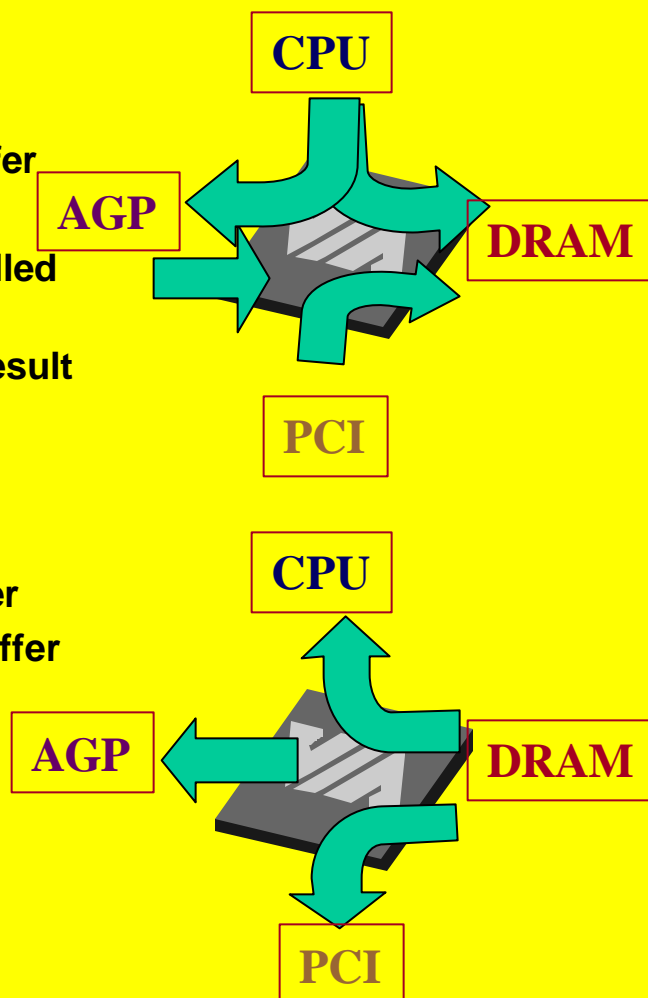 CPU
fer
AGP
DRAM
lled
esult
PCI
CPU
er
ffer
AGP
DRAM
PCI